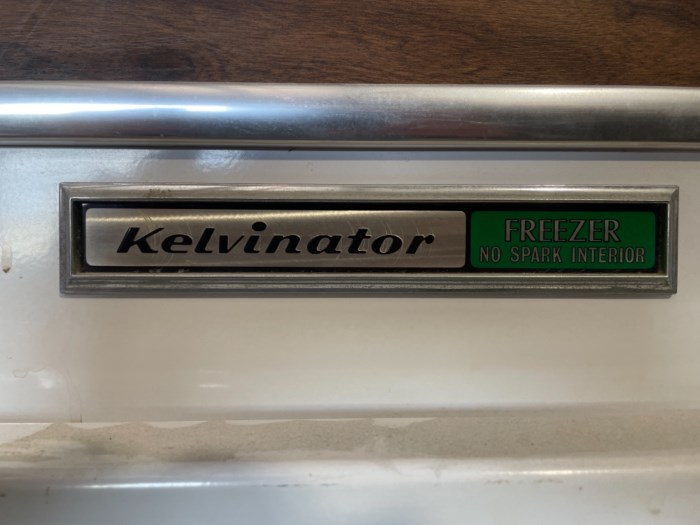 Kelvinator
FREEZER
NO SPARK INTERIOR